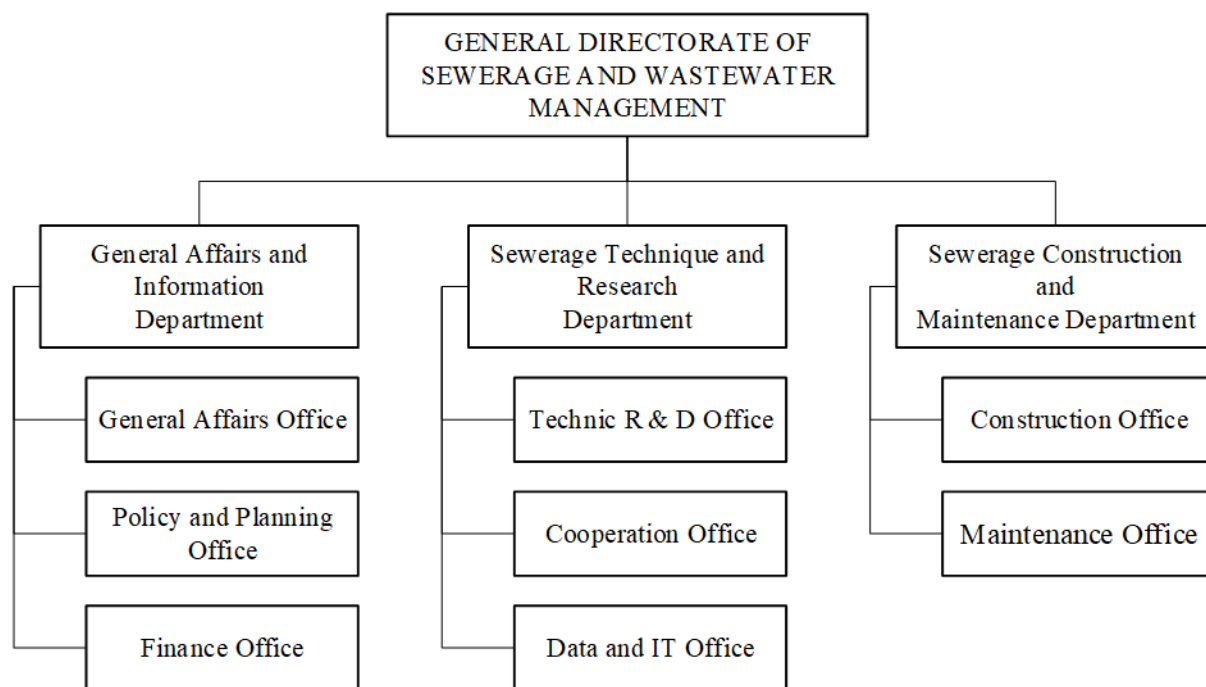 GENERAL DIRECTORATE OF
SEWERAGE AND WASTEWATER
MANAGEMENT
General Affairs and
Information
Department
Sewerage Technique and
Research
Department
Sewerage Construction
and
Maintenance Department
General Affairs Office
Technic R & D Office
Construction Office
Policy and Planning
Office
Cooperation Office
Maintenance Office
Finance Office
Data and IT Office